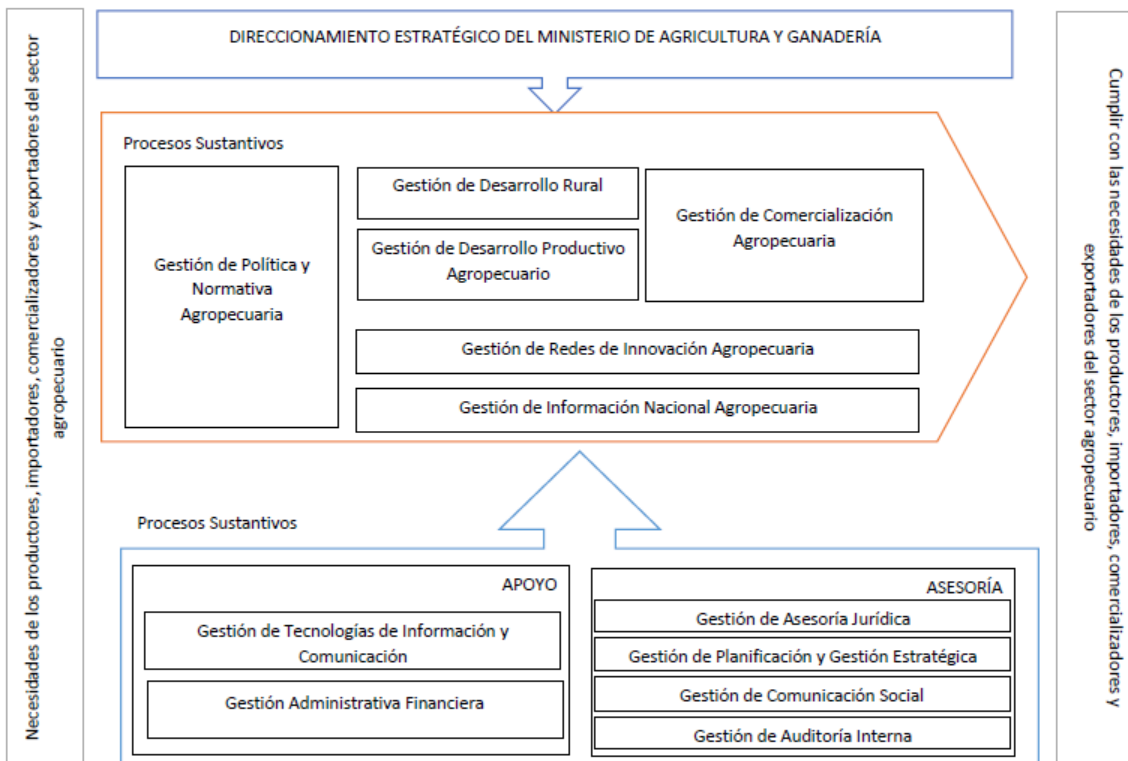 Necesidades de los productores, importadores, comercializadores y exportadores del sector
agropecuario
DIRECCIONAMIENTO ESTRATÉGICO DEL MINISTERIO DE AGRICULTURA Y GANADERÍA
Procesos Sustantivos
Gestión de Política y
Normativa
Agropecuaria
Gestión de Desarrollo Rural
Gestión de Desarrollo Productivo
Agropecuario
Gestión de Comercialización
Agropecuaria
Gestión de Redes de Innovación Agropecuaria
Gestión de Información Nacional Agropecuaria
Procesos Sustantivos
APOYO
Gestión de Tecnologías de Información y
Comunicación
Gestión Administrativa Financiera
ASESORÍA
Gestión de Asesoría Jurídica
Gestión de Planificación y Gestión Estratégica
Gestión de Comunicación Social
Gestión de Auditoría Interna
Cumplir con las necesidades de los productores, importadores, comercializadores y
exportadores del sector agropecuario